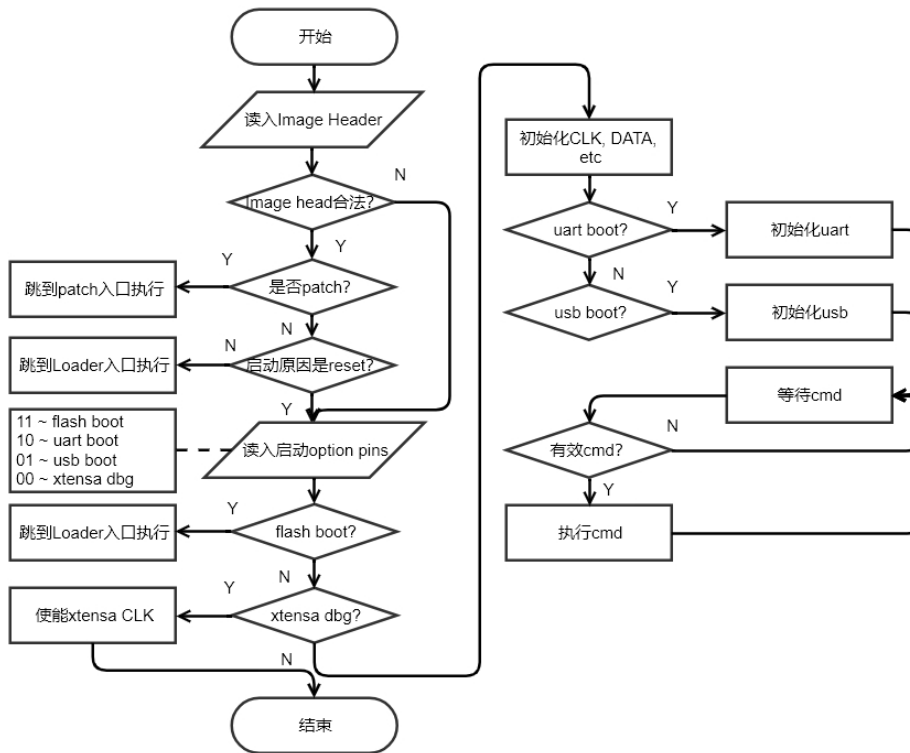 开始
读入Image Header
N
Image head合法?
Y
Y
是否patch?
跳到patch入口执行
N
N
启动原因是reset?
跳到Loader入口执行
Y
11 ~ flash boot
10 ~ uart boot
01 ~ usb boot
00 ~ xtensa dbg
读入启动option pins
Y
flash boot?
跳到Loader入口执行
N
Y
xtensa dbg?
使能xtensa CLK
N
结束
初始化CLK, DATA,
etc
Y
uart boot?
初始化uart
N
Y
usb boot?
初始化usb
等待cmd
N
有效cmd?
Y
执行cmd